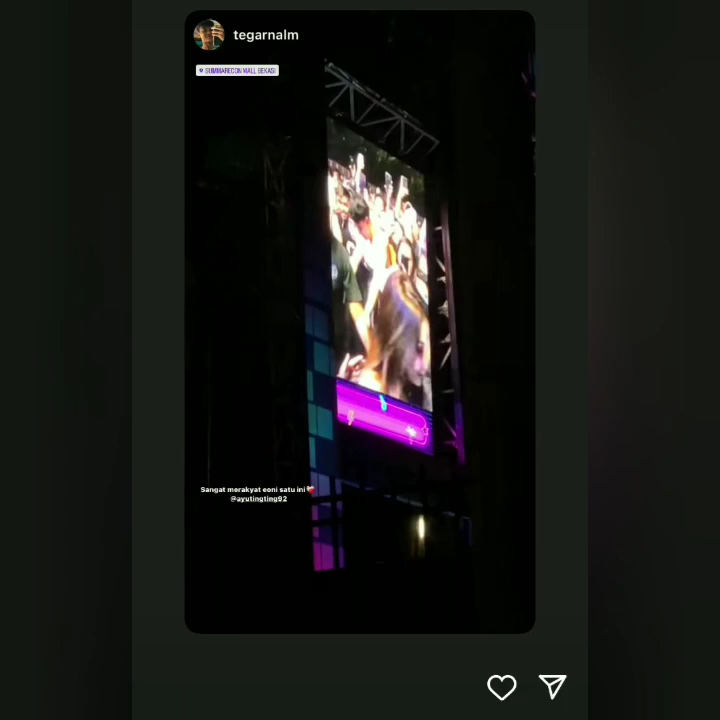 tegarnalm
SUMMARECON MALL BEKASI
Sangat merakyat eoni satu ini
@ayutingting92